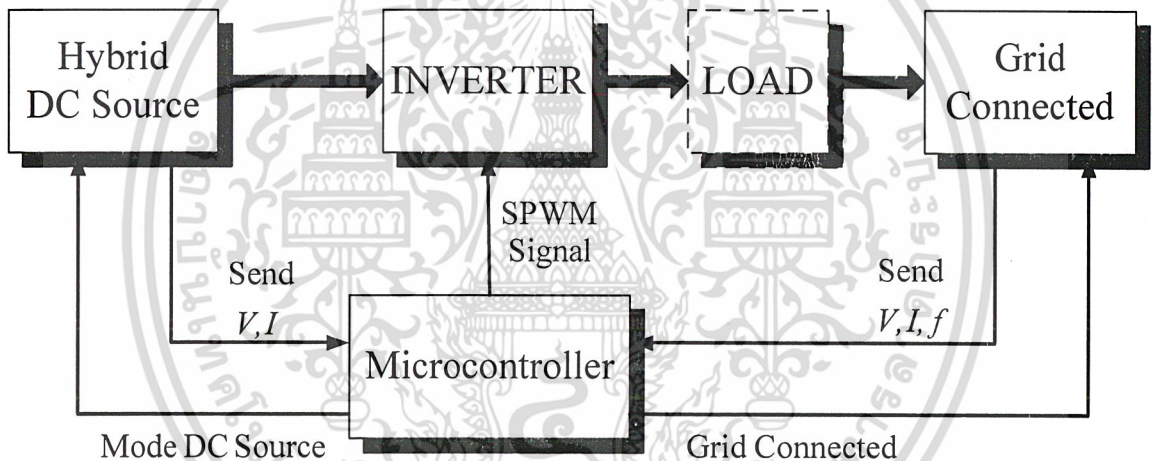 Hybrid
DC Source
INVERTER
LOAD
Grid
Connected
SPWM
Signal
Send
V,I
Send
V,I,f
Microcontroller
Mode DC Source
Grid Connected